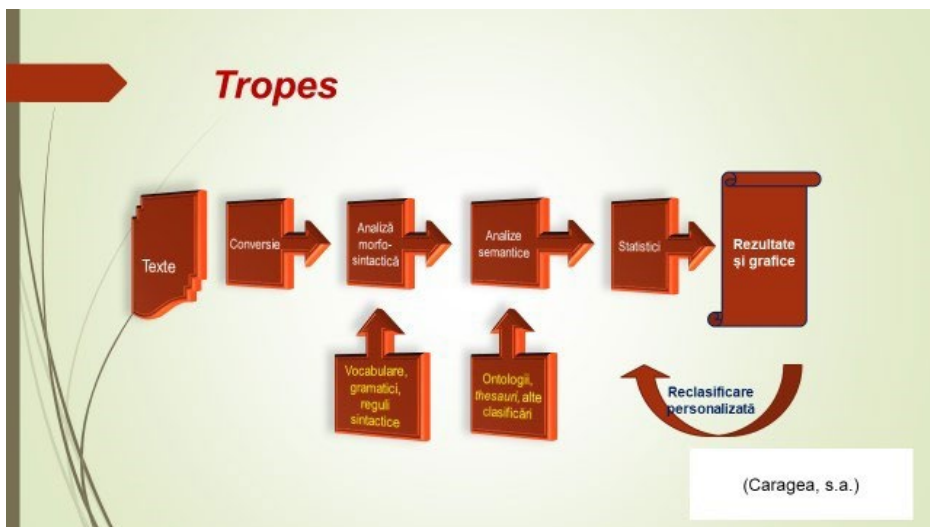 Tropes
Texte
Conversie
Analiză
morfo-
sintactică
Analize
semantice
Statistici
Rezultate
și grafice
Vocabulare,
gramatici,
reguli
sintactice
Ontologii,
thesauri, alte
clasificări
Reclasificare
personalizată
(Caragea, s.a.)